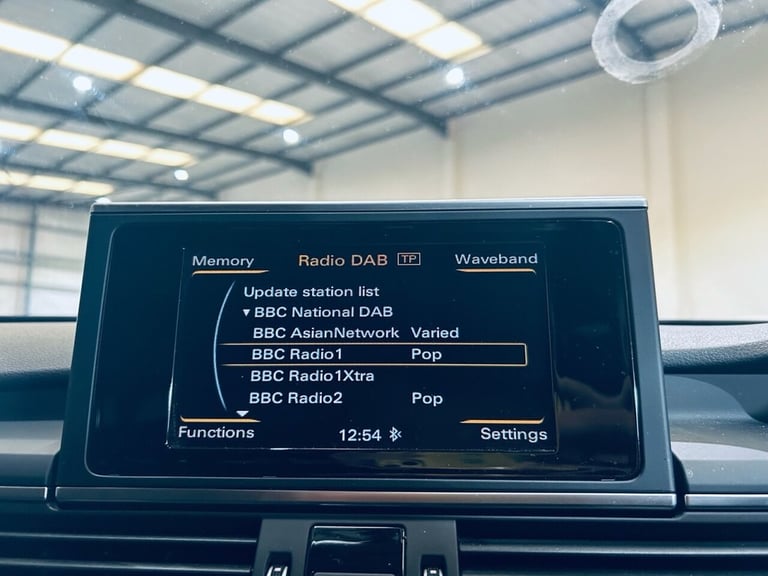 Memory Radio DAB TP Waveband
Update station list
▼ BBC National DAB
BBC AsianNetwork Varied
BBC Radio1 Pop
BBC Radio1Xtra
BBC Radio2 Pop
Functions 12:54 Settings